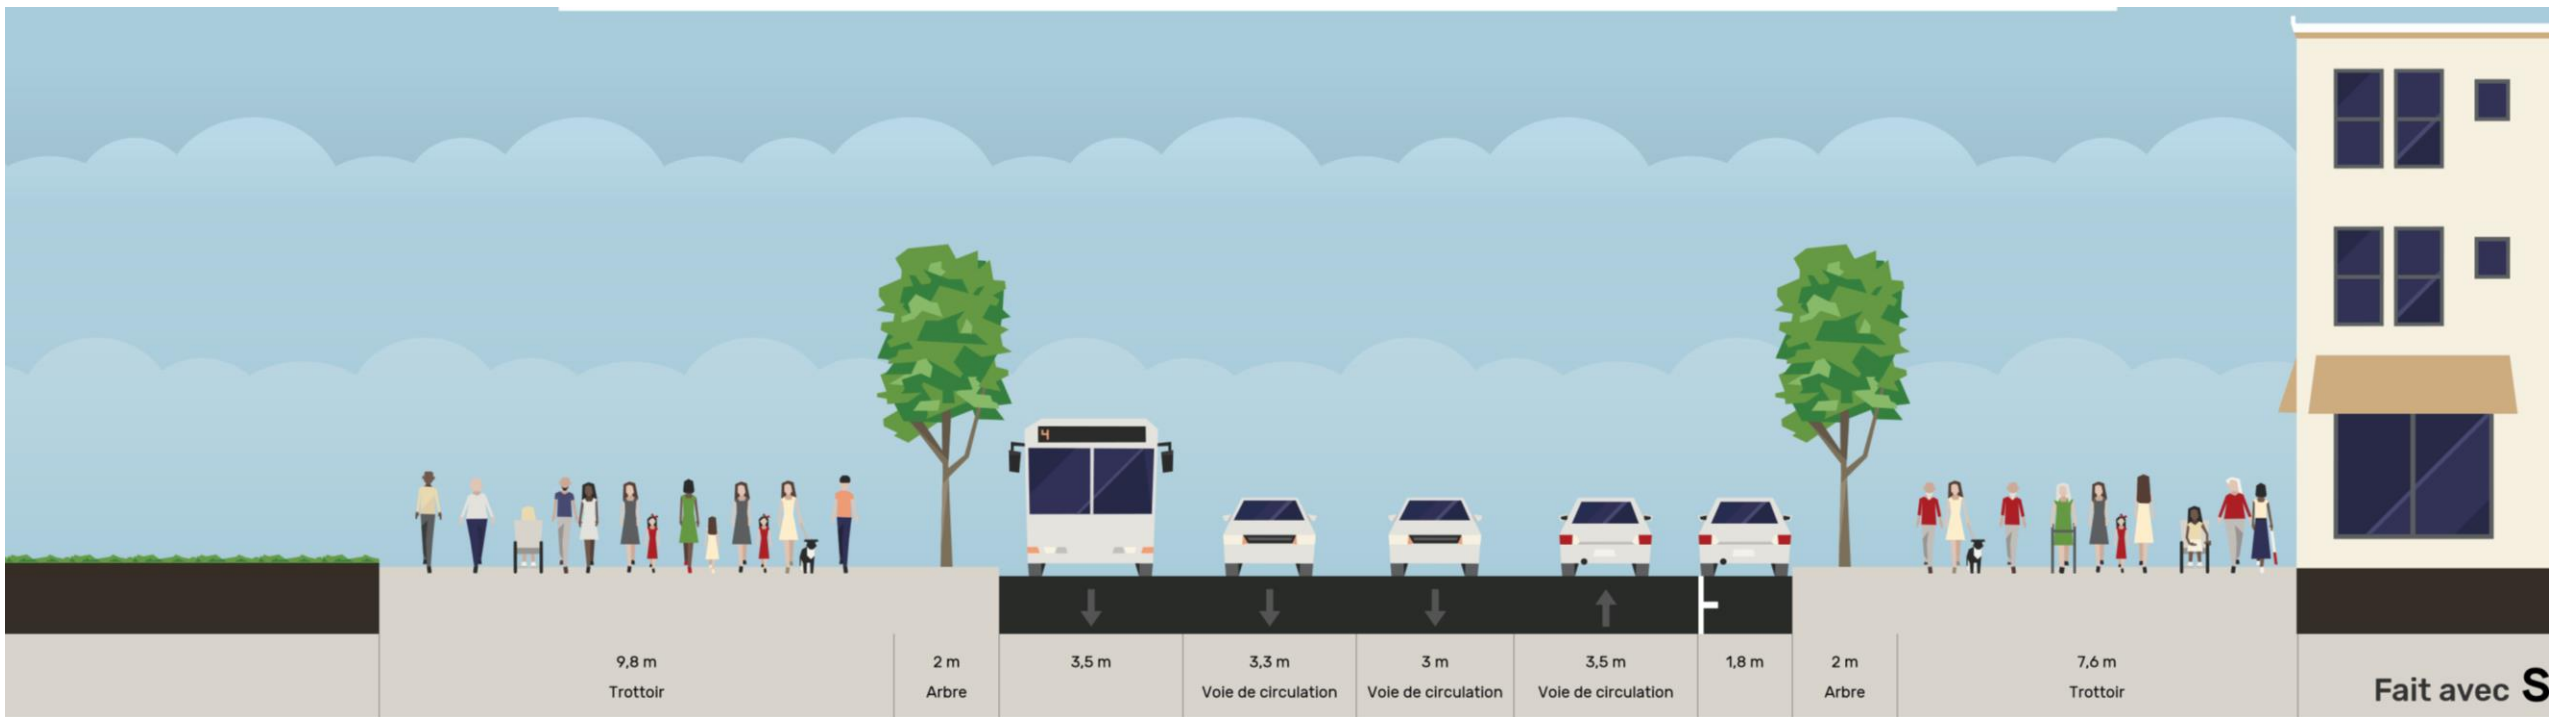 4
9,8 m
Trottoir
2 m
Arbre
3,5 m
3,3 m
Voie de circulation
3 m
Voie de circulation
3,5 m
Voie de circulation
1,8 m
2 m
Arbre
7,6 m
Trottoir
Fait avec S